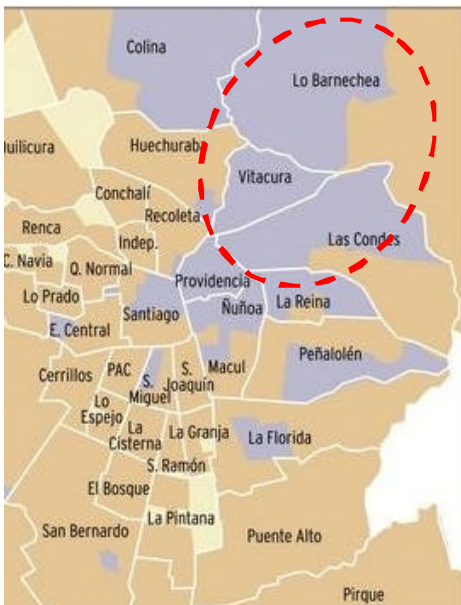 Colina
Lo Barnechea
Huechuraba
Vitacura
Conchalí
Recoleta
Renca
Indep.
Las Condes
C. Navia
Q. Normal
Providencia
Lo Prado
Santiago
Ñuñoa
La Reina
E. Central
Peñalolén
Cerrillos
PAC
S.
Miguel
S.
Joaquín
Macul
Lo
Espejo
La
Cisterna
La Granja
La Florida
S. Ramón
El Bosque
La Pintana
San Bernardo
Puente Alto
Pirque